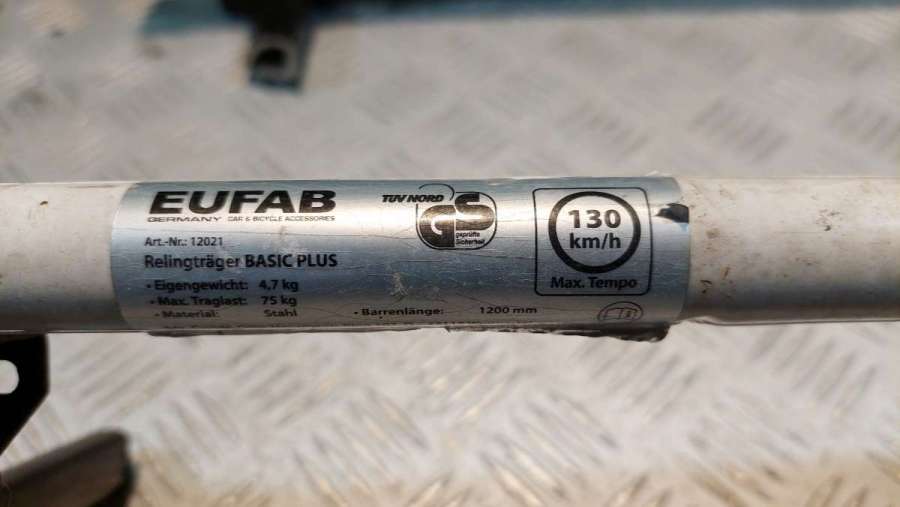 EUFAB
GERMANY CAR & BICYCLE ACCESSORIES
Art.-Nr.: 12021
Relingträger BASIC PLUS
• Eigengewicht: 4,7 kg
• Max. Traglast: 75 kg
• Material: Stahl
• Barrenlänge: 1200 mm
TÜV NORD
GS
geprüfte
Sicherheit
130
km/h
Max. Tempo